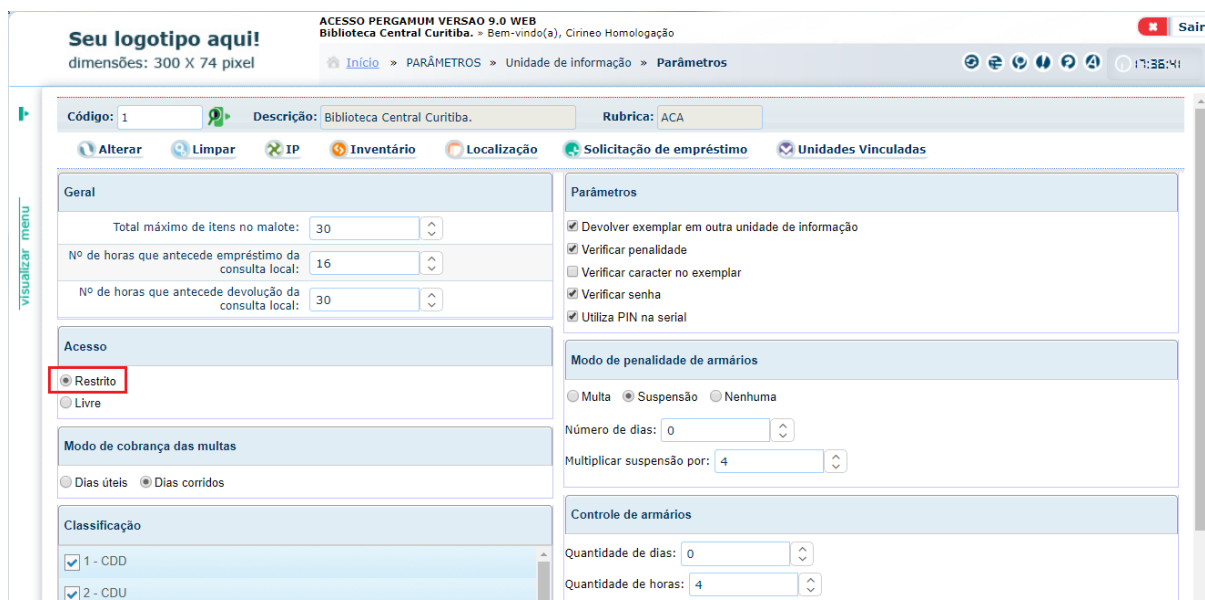 ACESSO PERGAMUM VERSAO 9.0 WEB
Biblioteca Central Curitiba. » Bem-vindo(a), Cirineo Homologação
Sair
Seu logotipo aqui!
dimensões: 300 X 74 pixel
Início » PARÂMETROS » Unidade de informação » Parâmetros
17:36:41
visualizar menu
Código: 1 Descrição: Biblioteca Central Curitiba. Rubrica: ACA
Alterar Limpar IP Inventário Localização Solicitação de empréstimo Unidades Vinculadas
Geral
Total máximo de itens no malote: 30
Nº de horas que antecede empréstimo da
consulta local: 16
Nº de horas que antecede devolução da
consulta local: 30
Acesso
Restrito
Livre
Modo de cobrança das multas
Dias úteis Dias corridos
Classificação
1 - CDD
2 - CDU
Parâmetros
Devolver exemplar em outra unidade de informação
Verificar penalidade
Verificar caracter no exemplar
Verificar senha
Utiliza PIN na serial
Modo de penalidade de armários
Multa Suspensão Nenhuma
Número de dias: 0
Multiplicar suspensão por: 4
Controle de armários
Quantidade de dias: 0
Quantidade de horas: 4